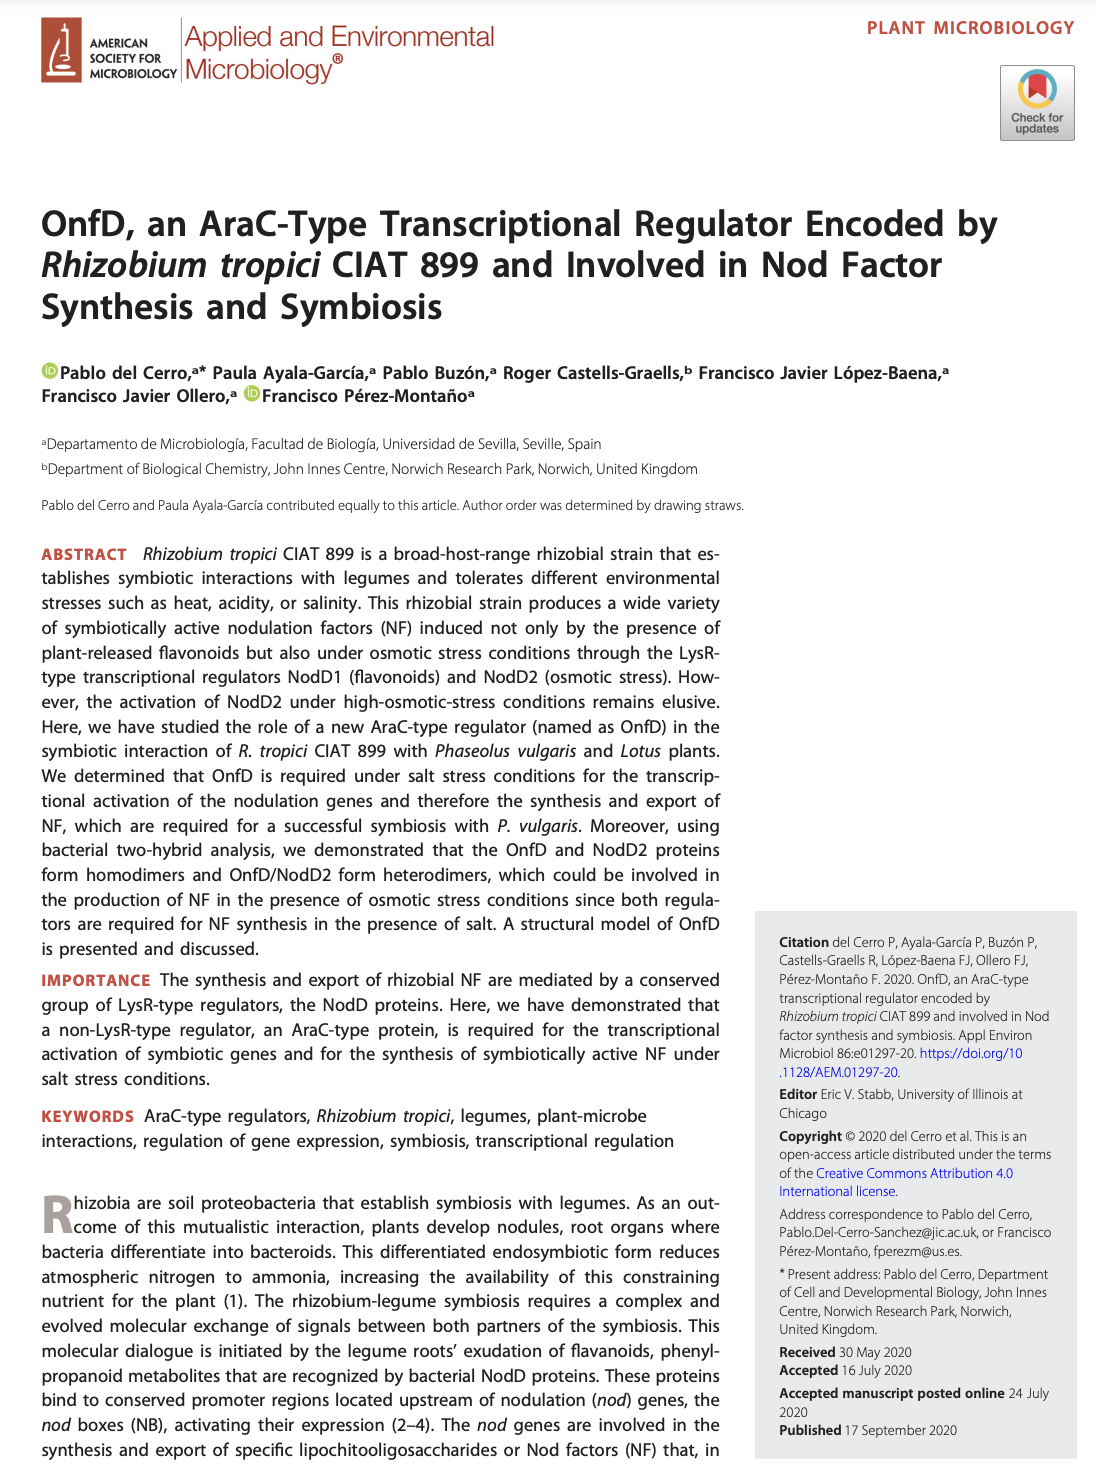 AMERICAN
SOCIETY FOR
MICROBIOLOGY
Applied and Environmental
Microbiology®
PLANT MICROBIOLOGY
Check for
updates
OnfD, an AraC-Type Transcriptional Regulator Encoded by
Rhizobium tropici CIAT 899 and Involved in Nod Factor
Synthesis and Symbiosis
iD Pablo del Cerro,ᵃ* Paula Ayala-García,ᵃ Pablo Buzón,ᵃ Roger Castells-Graells,ᵇ Francisco Javier López-Baena,ᵃ
Francisco Javier Ollero,ᵃ iD Francisco Pérez-Montañoᵃ
ᵃDepartamento de Microbiología, Facultad de Biología, Universidad de Sevilla, Seville, Spain
ᵇDepartment of Biological Chemistry, John Innes Centre, Norwich Research Park, Norwich, United Kingdom
Pablo del Cerro and Paula Ayala-García contributed equally to this article. Author order was determined by drawing straws.
ABSTRACT Rhizobium tropici CIAT 899 is a broad-host-range rhizobial strain that es-
tablishes symbiotic interactions with legumes and tolerates different environmental
stresses such as heat, acidity, or salinity. This rhizobial strain produces a wide variety
of symbiotically active nodulation factors (NF) induced not only by the presence of
plant-released flavonoids but also under osmotic stress conditions through the LysR-
type transcriptional regulators NodD1 (flavonoids) and NodD2 (osmotic stress). How-
ever, the activation of NodD2 under high-osmotic-stress conditions remains elusive.
Here, we have studied the role of a new AraC-type regulator (named as OnfD) in the
symbiotic interaction of R. tropici CIAT 899 with Phaseolus vulgaris and Lotus plants.
We determined that OnfD is required under salt stress conditions for the transcrip-
tional activation of the nodulation genes and therefore the synthesis and export of
NF, which are required for a successful symbiosis with P. vulgaris. Moreover, using
bacterial two-hybrid analysis, we demonstrated that the OnfD and NodD2 proteins
form homodimers and OnfD/NodD2 form heterodimers, which could be involved in
the production of NF in the presence of osmotic stress conditions since both regula-
tors are required for NF synthesis in the presence of salt. A structural model of OnfD
is presented and discussed.
IMPORTANCE The synthesis and export of rhizobial NF are mediated by a conserved
group of LysR-type regulators, the NodD proteins. Here, we have demonstrated that
a non-LysR-type regulator, an AraC-type protein, is required for the transcriptional
activation of symbiotic genes and for the synthesis of symbiotically active NF under
salt stress conditions.
KEYWORDS AraC-type regulators, Rhizobium tropici, legumes, plant-microbe
interactions, regulation of gene expression, symbiosis, transcriptional regulation
Rhizobia are soil proteobacteria that establish symbiosis with legumes. As an out-
come of this mutualistic interaction, plants develop nodules, root organs where
bacteria differentiate into bacteroids. This differentiated endosymbiotic form reduces
atmospheric nitrogen to ammonia, increasing the availability of this constraining
nutrient for the plant (1). The rhizobium-legume symbiosis requires a complex and
evolved molecular exchange of signals between both partners of the symbiosis. This
molecular dialogue is initiated by the legume roots' exudation of flavanoids, phenyl-
propanoid metabolites that are recognized by bacterial NodD proteins. These proteins
bind to conserved promoter regions located upstream of nodulation (nod) genes, the
nod boxes (NB), activating their expression (2–4). The nod genes are involved in the
synthesis and export of specific lipochitooligosaccharides or Nod factors (NF) that, in
Citation del Cerro P, Ayala-García P, Buzón P,
Castells-Graells R, López-Baena FJ, Ollero FJ,
Pérez-Montaño F. 2020. OnfD, an AraC-type
transcriptional regulator encoded by
Rhizobium tropici CIAT 899 and involved in Nod
factor synthesis and symbiosis. Appl Environ
Microbiol 86:e01297-20. https://doi.org/10
.1128/AEM.01297-20.
Editor Eric V. Stabb, University of Illinois at
Chicago
Copyright © 2020 del Cerro et al. This is an
open-access article distributed under the terms
of the Creative Commons Attribution 4.0
International license.
Address correspondence to Pablo del Cerro,
Pablo.Del-Cerro-Sanchez@jic.ac.uk, or Francisco
Pérez-Montaño, fperezm@us.es.
* Present address: Pablo del Cerro, Department
of Cell and Developmental Biology, John Innes
Centre, Norwich Research Park, Norwich,
United Kingdom.
Received 30 May 2020
Accepted 16 July 2020
Accepted manuscript posted online 24 July
2020
Published 17 September 2020